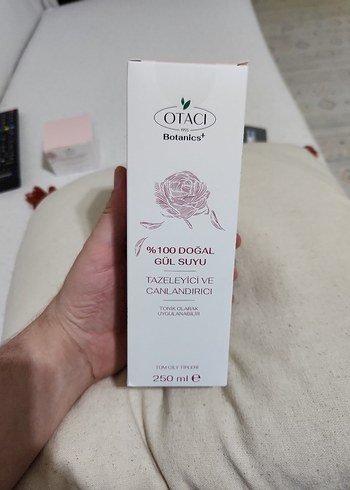 OTACI
Botanics+
%100 DOĞAL
GÜL SUYU
TAZELEYİCİ VE
CANLANDIRICI
TONİK OLARAK
UYGULANABİLİR
TÜM CİLT TİPLERİ
250 ml ℮